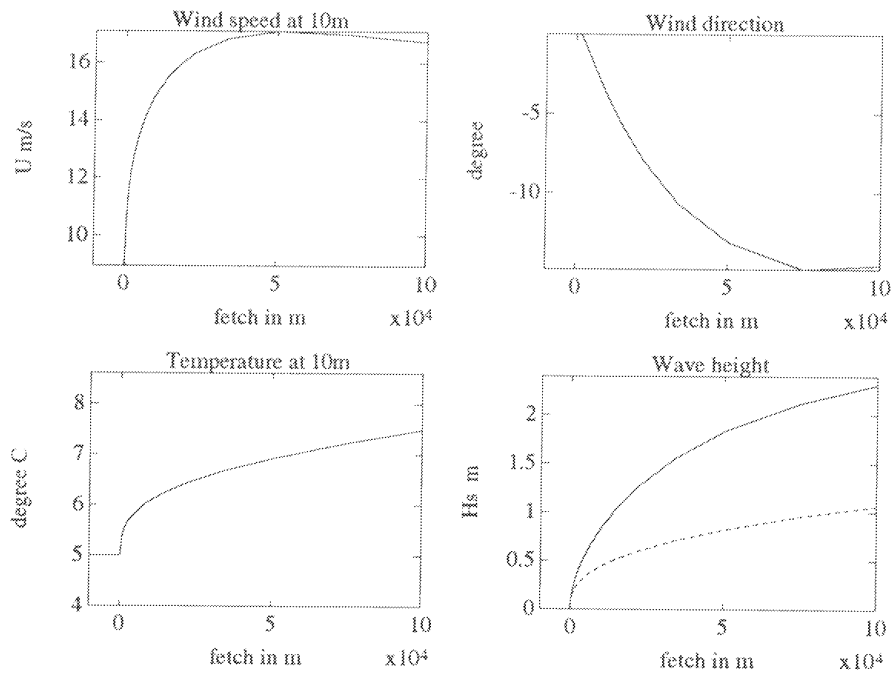 Wind speed at 10m
U m/s
16
14
12
10
0
5
10
fetch in m
x10⁴
Wind direction
degree
-5
-10
0
5
10
fetch in m
x10⁴
Temperature at 10m
degree C
8
7
6
5
4
0
5
10
fetch in m
x10⁴
Wave height
Hs m
2
1.5
1
0.5
0
0
5
10
fetch in m
x10⁴